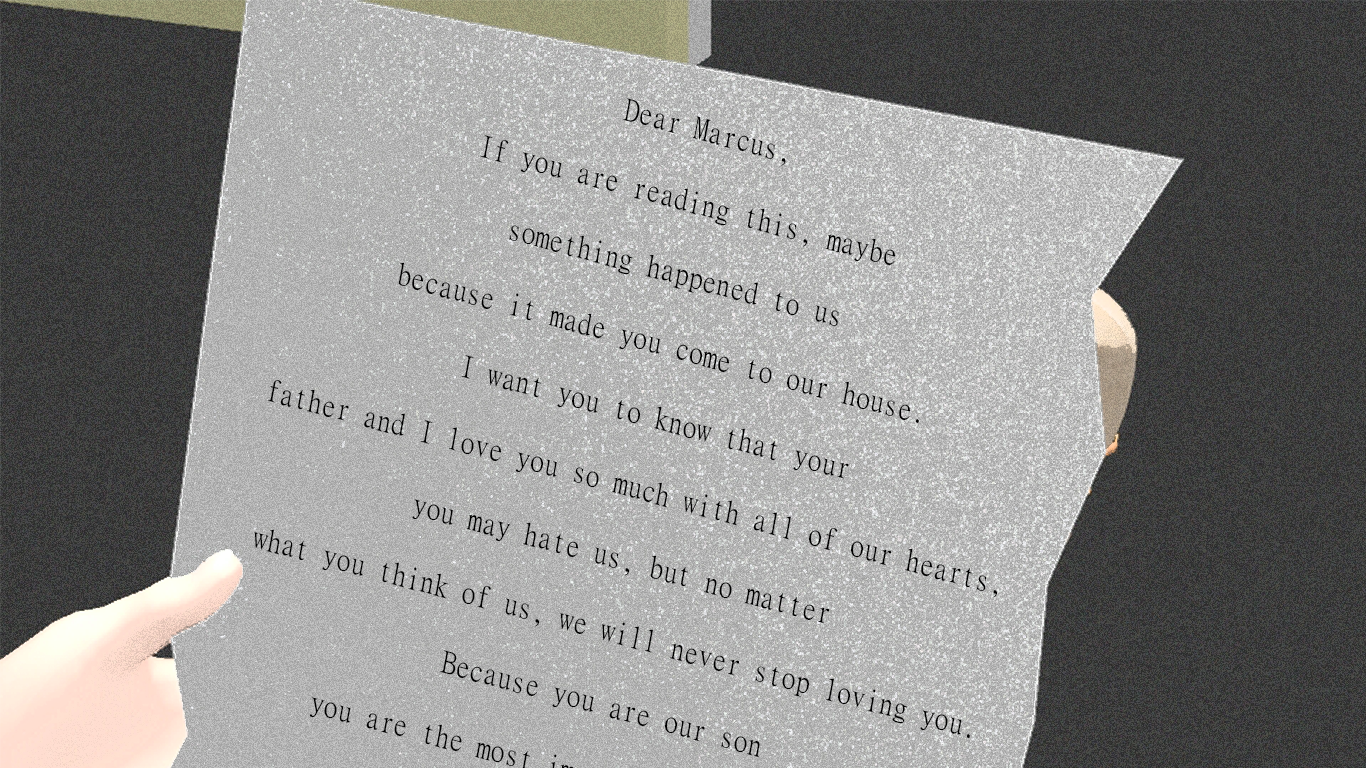 Dear Marcus,
If you are reading this, maybe
something happened to us
because it made you come to our house.
I want you to know that your
father and I love you so much with all of our hearts,
you may hate us, but no matter
what you think of us, we will never stop loving you.
Because you are our son
you are the most